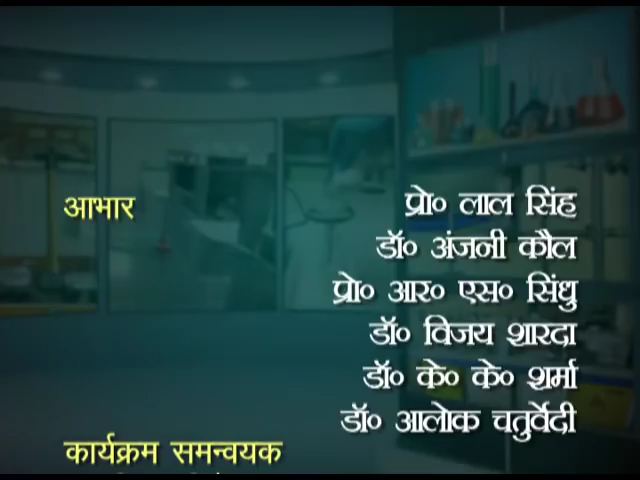 आभार
प्रो० लाल सिंह
डॉ० अंजनी कौल
प्रो० आर० एस० सिंधु
डॉ० विजय शारदा
डॉ० के० के० शर्मा
डॉ० आलोक चतुर्वेदी
कार्यक्रम समन्वयक